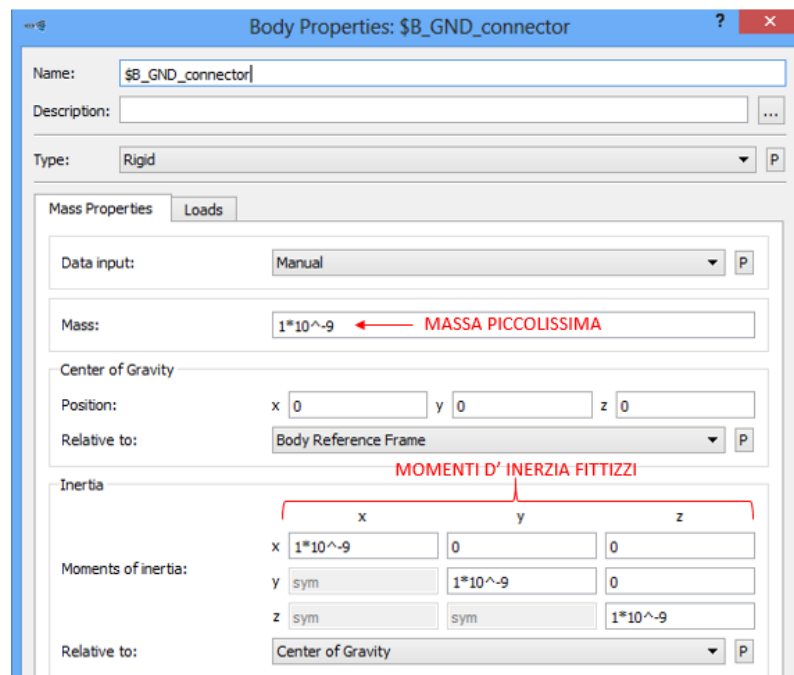 Body Properties: $B_GND_connector ? ×
Name: $B_GND_connector
Description: ...
Type: Rigid P
Mass Properties Loads
Data input: Manual P
Mass: 1*10^-9 MASSA PICCOLISSIMA
Center of Gravity
Position: x 0 y 0 z 0
Relative to: Body Reference Frame P
MOMENTI D' INERZIA FITTIZZI
Inertia
x y z
x 1*10^-9 0 0
Moments of inertia:
y sym 1*10^-9 0
z sym sym 1*10^-9
Relative to: Center of Gravity P